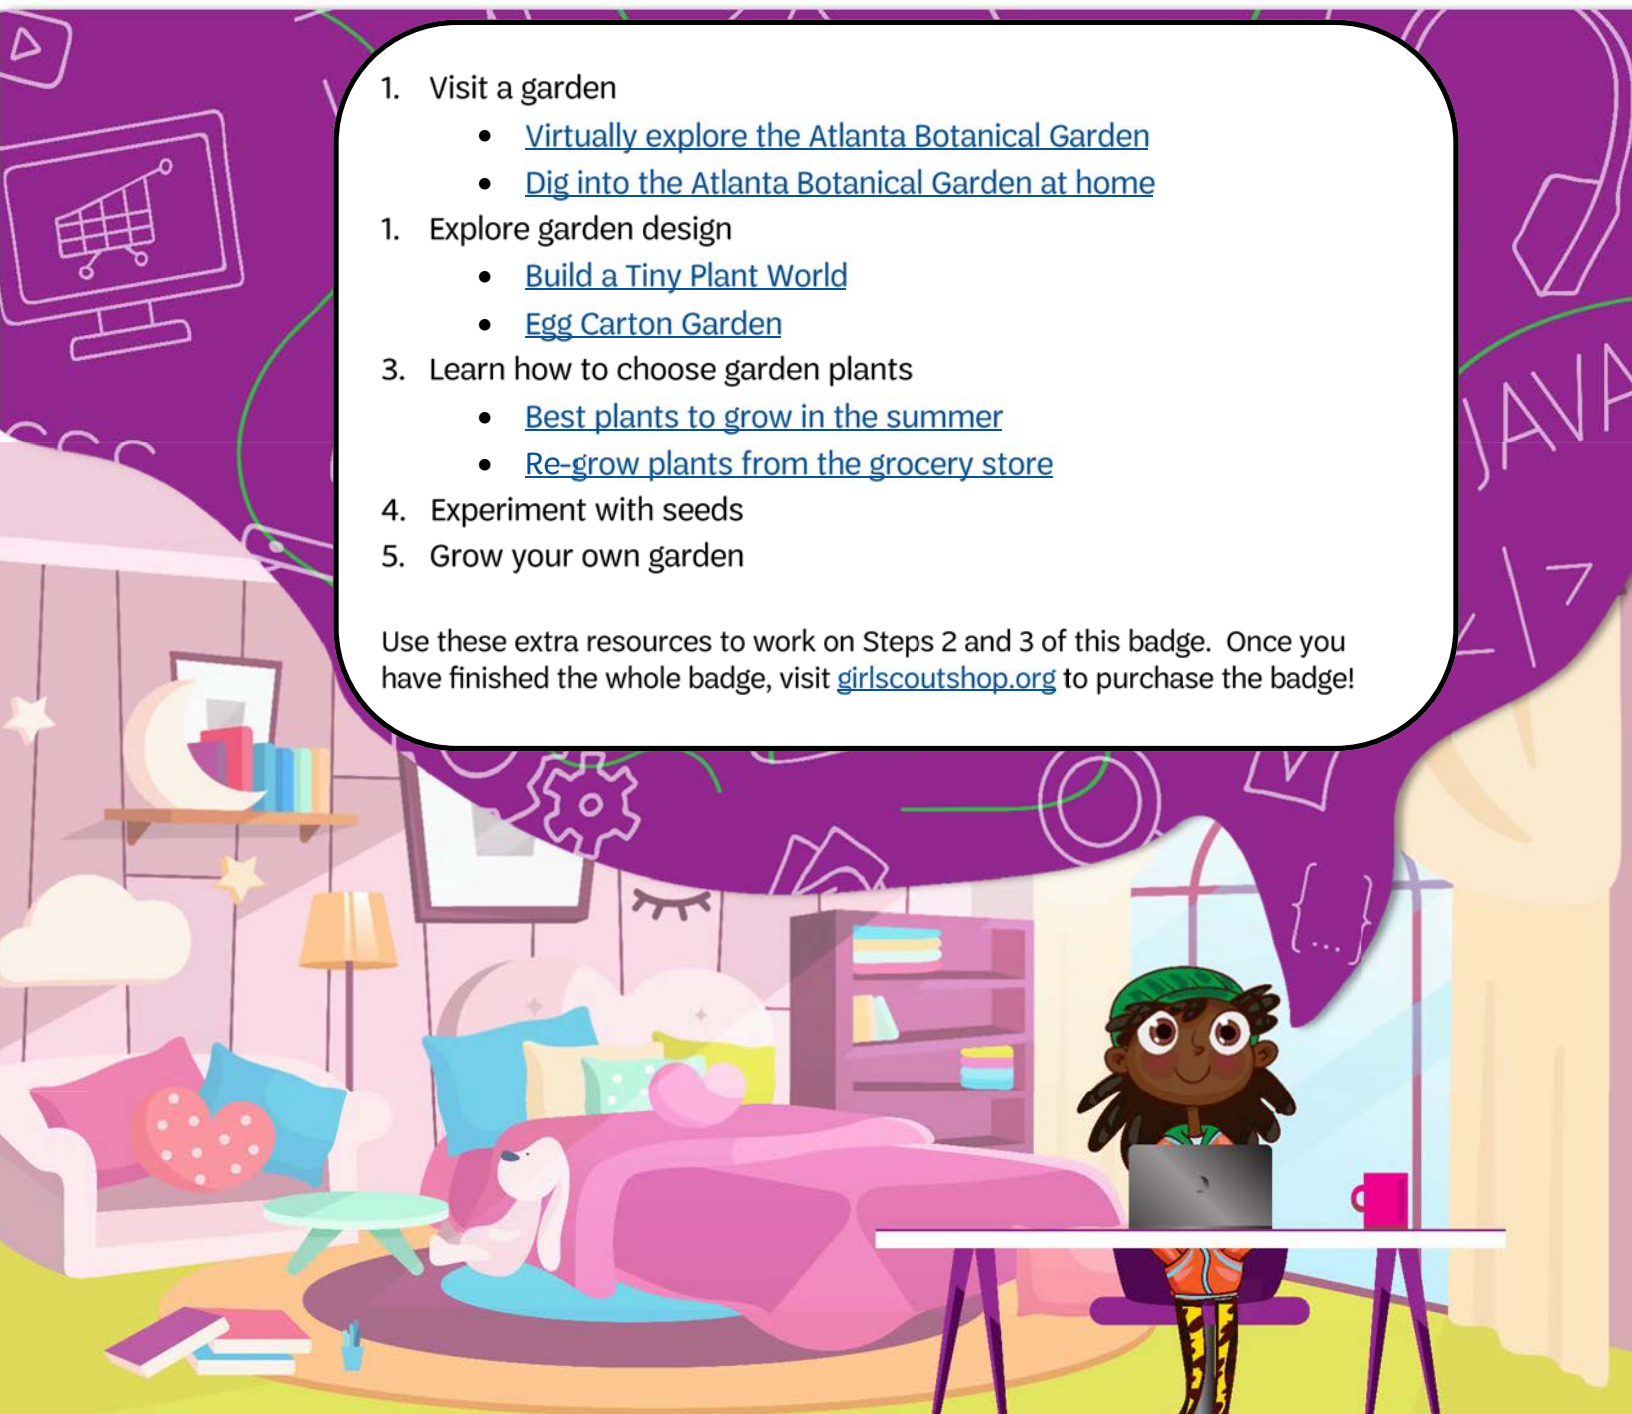 1. Visit a garden
• Virtually explore the Atlanta Botanical Garden
• Dig into the Atlanta Botanical Garden at home
1. Explore garden design
• Build a Tiny Plant World
• Egg Carton Garden
3. Learn how to choose garden plants
• Best plants to grow in the summer
• Re-grow plants from the grocery store
4. Experiment with seeds
5. Grow your own garden
Use these extra resources to work on Steps 2 and 3 of this badge. Once you
have finished the whole badge, visit girlscoutshop.org to purchase the badge!
JAVA
</>
{...}